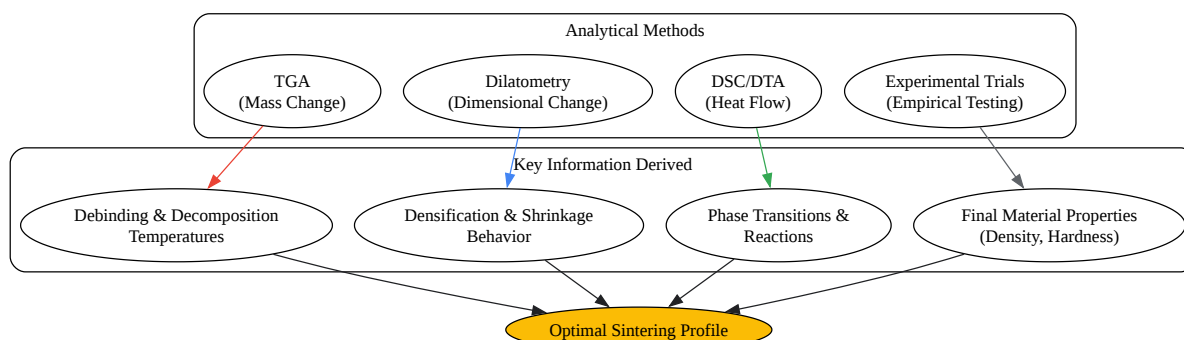 Analytical Methods
TGA
(Mass Change)
Dilatometry
(Dimensional Change)
DSC/DTA
(Heat Flow)
Experimental Trials
(Empirical Testing)
Key Information Derived
Debinding & Decomposition
Temperatures
Densification & Shrinkage
Behavior
Phase Transitions &
Reactions
Final Material Properties
(Density, Hardness)
Optimal Sintering Profile